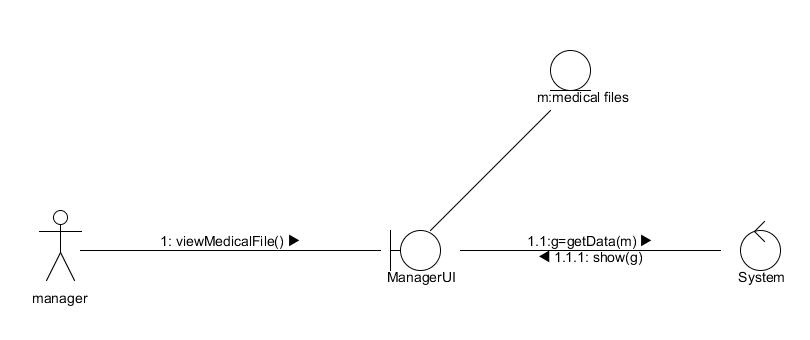 m:medical files
1: viewMedicalFile() ▶
1.1:g=getData(m) ▶
◀ 1.1.1: show(g)
ManagerUI
System
manager